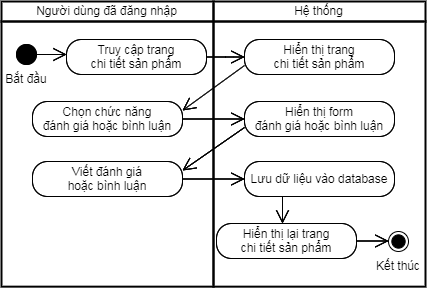 Người dùng đã đăng nhập
Hệ thống
Bắt đầu
Truy cập trang
chi tiết sản phẩm
Hiển thị trang
chi tiết sản phẩm
Chọn chức năng
đánh giá hoặc bình luận
Hiển thị form
đánh giá hoặc bình luận
Viết đánh giá
hoặc bình luận
Lưu dữ liệu vào database
Hiển thị lại trang
chi tiết sản phẩm
Kết thúc